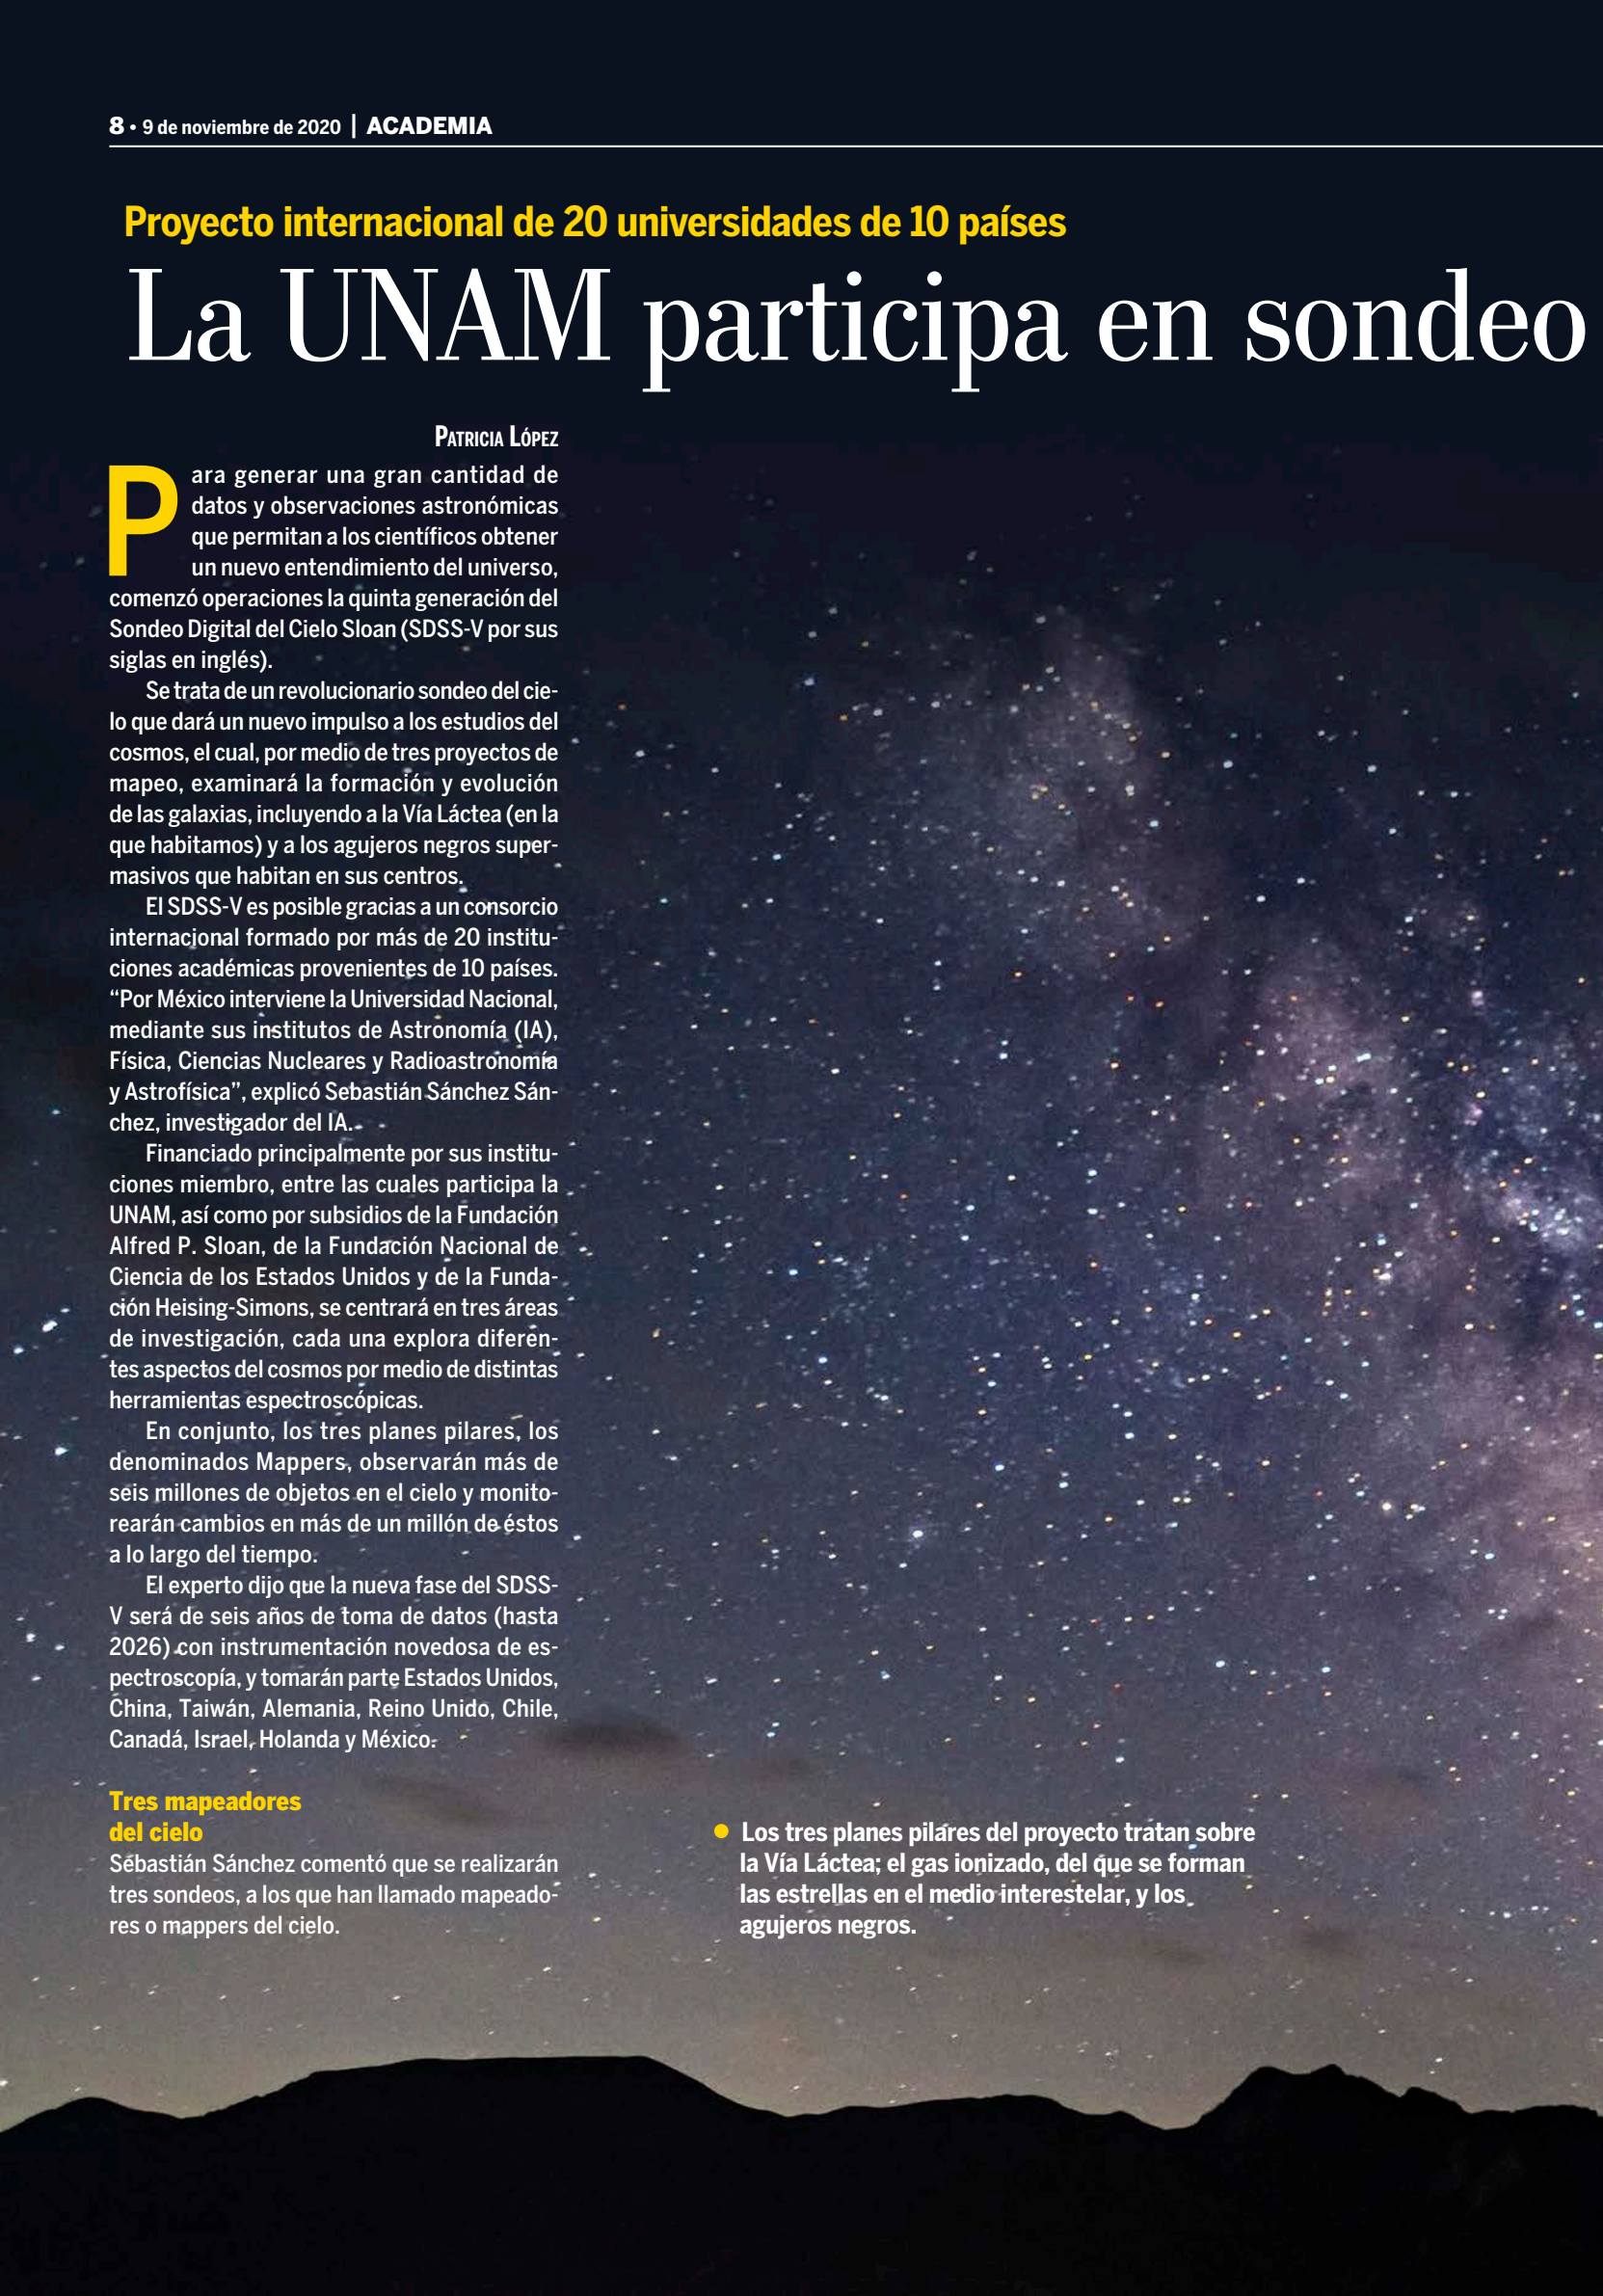 8 • 9 de noviembre de 2020 | ACADEMIA
Proyecto internacional de 20 universidades de 10 países
La UNAM participa en sondeo
Patricia López
Para generar una gran cantidad de
datos y observaciones astronómicas
que permitan a los científicos obtener
un nuevo entendimiento del universo,
comenzó operaciones la quinta generación del
Sondeo Digital del Cielo Sloan (SDSS-V por sus
siglas en inglés).
Se trata de un revolucionario sondeo del cie-
lo que dará un nuevo impulso a los estudios del
cosmos, el cual, por medio de tres proyectos de
mapeo, examinará la formación y evolución
de las galaxias, incluyendo a la Vía Láctea (en la
que habitamos) y a los agujeros negros super-
masivos que habitan en sus centros.
El SDSS-V es posible gracias a un consorcio
internacional formado por más de 20 institu-
ciones académicas provenientes de 10 países.
“Por México interviene la Universidad Nacional,
mediante sus institutos de Astronomía (IA),
Física, Ciencias Nucleares y Radioastronomía
y Astrofísica”, explicó Sebastián Sánchez Sán-
chez, investigador del IA.
Financiado principalmente por sus institu-
ciones miembro, entre las cuales participa la
UNAM, así como por subsidios de la Fundación
Alfred P. Sloan, de la Fundación Nacional de
Ciencia de los Estados Unidos y de la Funda-
ción Heising-Simons, se centrará en tres áreas
de investigación, cada una explora diferen-
tes aspectos del cosmos por medio de distintas
herramientas espectroscópicas.
En conjunto, los tres planes pilares, los
denominados Mappers, observarán más de
seis millones de objetos en el cielo y monito-
rearán cambios en más de un millón de éstos
a lo largo del tiempo.
El experto dijo que la nueva fase del SDSS-
V será de seis años de toma de datos (hasta
2026) con instrumentación novedosa de es-
pectroscopía, y tomarán parte Estados Unidos,
China, Taiwán, Alemania, Reino Unido, Chile,
Canadá, Israel, Holanda y México.
Tres mapeadores
del cielo
Sebastián Sánchez comentó que se realizarán
tres sondeos, a los que han llamado mapeado-
res o mappers del cielo.
● Los tres planes pilares del proyecto tratan sobre
la Vía Láctea; el gas ionizado, del que se forman
las estrellas en el medio interestelar, y los
agujeros negros.